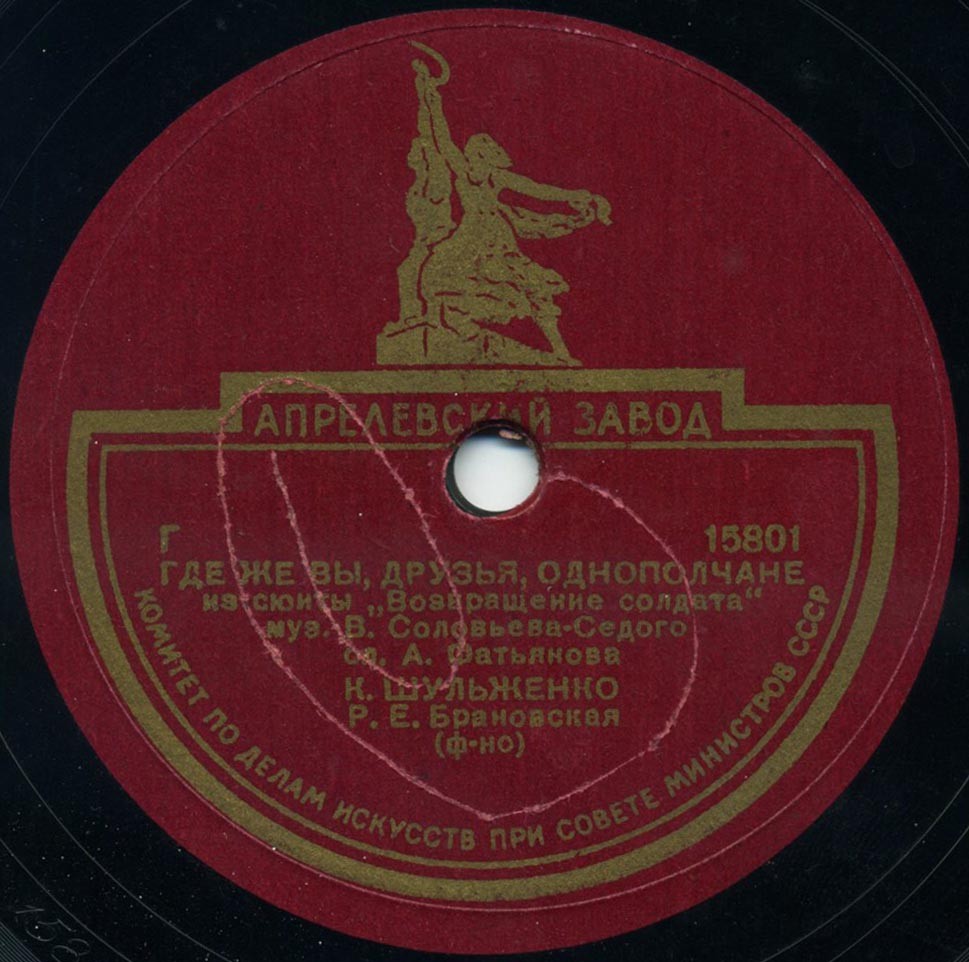 АПРЕЛЕВСКИЙ ЗАВОД
Г 15801
ГДЕ ЖЕ ВЫ, ДРУЗЬЯ, ОДНОПОЛЧАНЕ
из сюиты „Возвращение солдата“
муз. В. Соловьева-Седого
сл. А. Фатьянова
К. ШУЛЬЖЕНКО
Р. Е. Брановская
(ф-но)
КОМИТЕТ ПО ДЕЛАМ ИСКУССТВ ПРИ СОВЕТЕ МИНИСТРОВ СССР